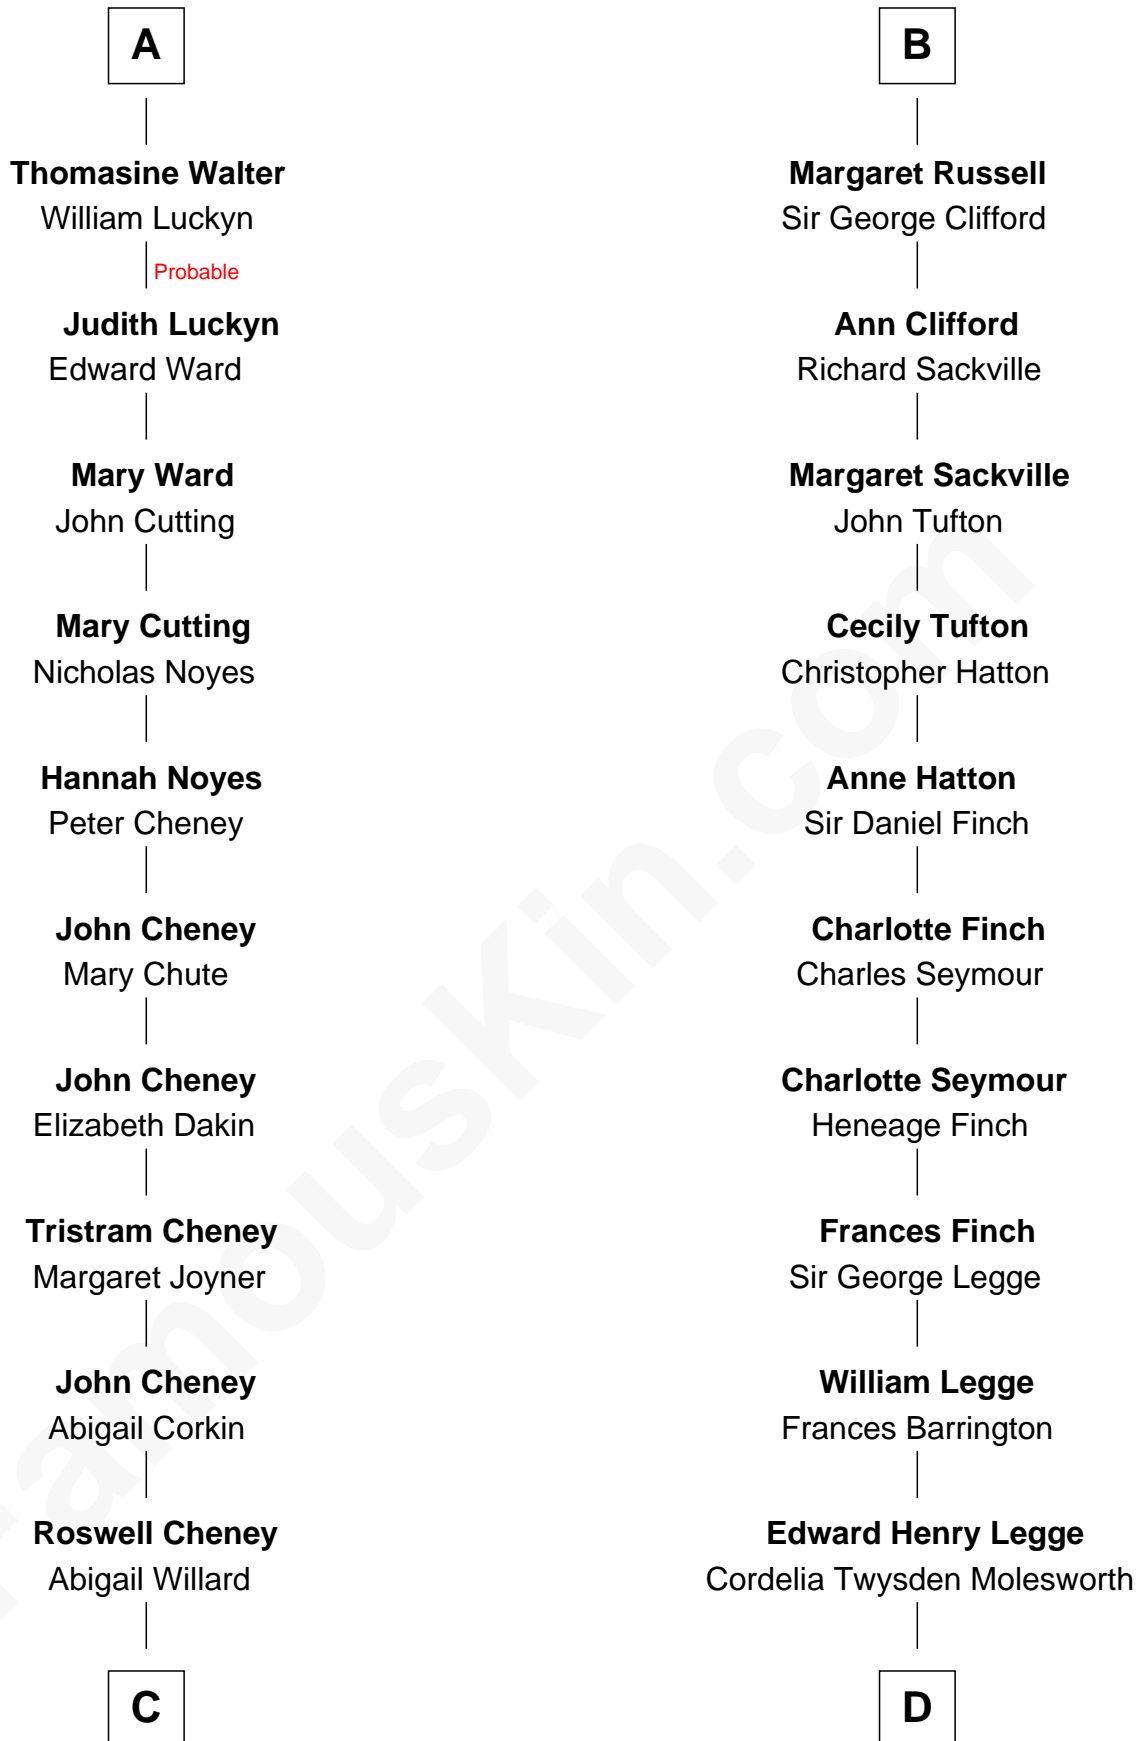 A
Thomasine Walter
William Luckyn
Probable
Judith Luckyn
Edward Ward
Mary Ward
John Cutting
Mary Cutting
Nicholas Noyes
Hannah Noyes
Peter Cheney
John Cheney
Mary Chute
John Cheney
Elizabeth Dakin
Tristram Cheney
Margaret Joyner
John Cheney
Abigail Corkin
Roswell Cheney
Abigail Willard
C
B
Margaret Russell
Sir George Clifford
Ann Clifford
Richard Sackville
Margaret Sackville
John Tufton
Cecily Tufton
Christopher Hatton
Anne Hatton
Sir Daniel Finch
Charlotte Finch
Charles Seymour
Charlotte Seymour
Heneage Finch
Frances Finch
Sir George Legge
William Legge
Frances Barrington
Edward Henry Legge
Cordelia Twysden Molesworth
D
FamousKin.com